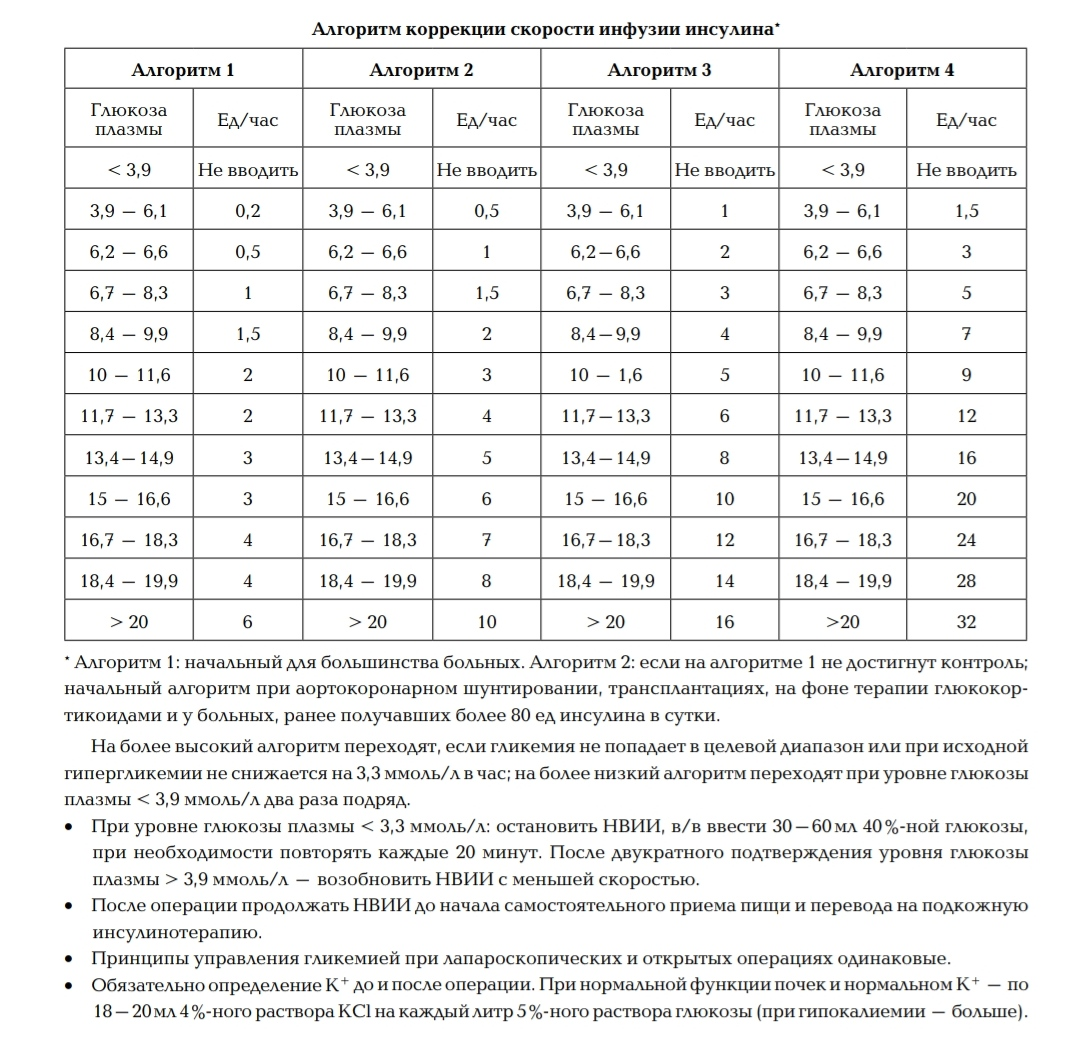 Алгоритм коррекции скорости инфузии инсулина*
Алгоритм 1 Алгоритм 2 Алгоритм 3 Алгоритм 4
Глюкоза плазмы Ед/час Глюкоза плазмы Ед/час Глюкоза плазмы Ед/час Глюкоза плазмы Ед/час
< 3,9 Не вводить < 3,9 Не вводить < 3,9 Не вводить < 3,9 Не вводить
3,9 – 6,1 0,2 3,9 – 6,1 0,5 3,9 – 6,1 1 3,9 – 6,1 1,5
6,2 – 6,6 0,5 6,2 – 6,6 1 6,2–6,6 2 6,2 – 6,6 3
6,7 – 8,3 1 6,7 – 8,3 1,5 6,7 – 8,3 3 6,7 – 8,3 5
8,4 – 9,9 1,5 8,4 – 9,9 2 8,4–9,9 4 8,4 – 9,9 7
10 – 11,6 2 10 – 11,6 3 10 – 1,6 5 10 – 11,6 9
11,7 – 13,3 2 11,7 – 13,3 4 11,7–13,3 6 11,7 – 13,3 12
13,4–14,9 3 13,4–14,9 5 13,4–14,9 8 13,4–14,9 16
15 – 16,6 3 15 – 16,6 6 15 – 16,6 10 15 – 16,6 20
16,7 – 18,3 4 16,7 – 18,3 7 16,7–18,3 12 16,7 – 18,3 24
18,4 – 19,9 4 18,4 – 19,9 8 18,4 – 19,9 14 18,4 – 19,9 28
> 20 6 > 20 10 > 20 16 >20 32
* Алгоритм 1: начальный для большинства больных. Алгоритм 2: если на алгоритме 1 не достигнут контроль;
начальный алгоритм при аортокоронарном шунтировании, трансплантациях, на фоне терапии глюкокор-
тикоидами и у больных, ранее получавших более 80 ед инсулина в сутки.
На более высокий алгоритм переходят, если гликемия не попадает в целевой диапазон или при исходной
гипергликемии не снижается на 3,3 ммоль/л в час; на более низкий алгоритм переходят при уровне глюкозы
плазмы < 3,9 ммоль/л два раза подряд.
• При уровне глюкозы плазмы < 3,3 ммоль/л: остановить НВИИ, в/в ввести 30–60 мл 40 %-ной глюкозы,
при необходимости повторять каждые 20 минут. После двукратного подтверждения уровня глюкозы
плазмы > 3,9 ммоль/л – возобновить НВИИ с меньшей скоростью.
• После операции продолжать НВИИ до начала самостоятельного приема пищи и перевода на подкожную
инсулинотерапию.
• Принципы управления гликемией при лапароскопических и открытых операциях одинаковые.
• Обязательно определение K+ до и после операции. При нормальной функции почек и нормальном K+ – по
18–20 мл 4 %-ного раствора KCl на каждый литр 5 %-ного раствора глюкозы (при гипокалиемии – больше).